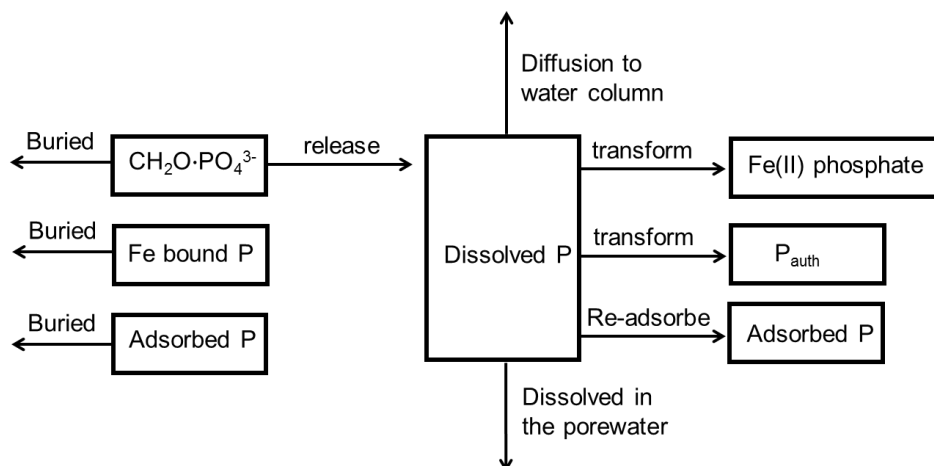 Diffusion to
water column
Buried
CH₂O·PO₄³⁻
release
transform
Fe(II) phosphate
Buried
Fe bound P
Dissolved P
transform
P_auth
Buried
Adsorbed P
Re-adsorbe
Adsorbed P
Dissolved in
the porewater